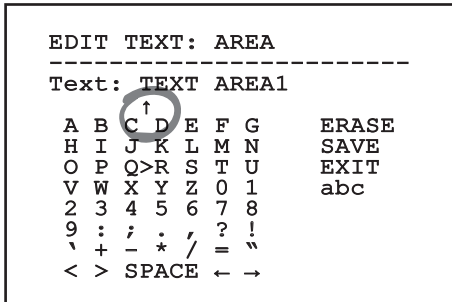 EDIT TEXT: AREA
-------------------------
Text: TEXT AREA1
↑
A B C D E F G ERASE
H I J K L M N SAVE
O P Q>R S T U EXIT
V W X Y Z 0 1 abc
2 3 4 5 6 7 8
9 : ; . , ? !
‵ + - * / = ‶
< > SPACE ← →